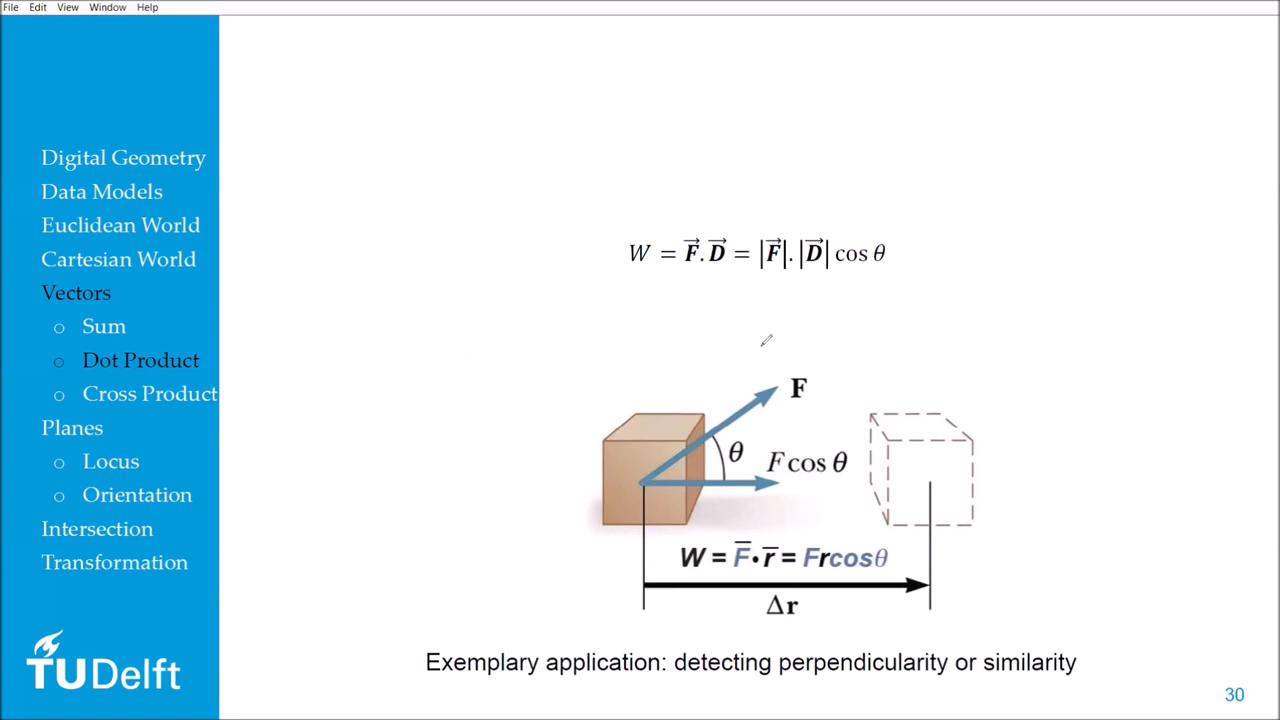 File Edit View Window Help
Digital Geometry
Data Models
Euclidean World
Cartesian World
Vectors
○ Sum
○ Dot Product
○ Cross Product
Planes
○ Locus
○ Orientation
Intersection
Transformation
TUDelft
W = F⃗. D⃗ = |F⃗|. |D⃗| cos θ
F
θ
F cos θ
W = F̅ • r̅ = Frcosθ
Δr
Exemplary application: detecting perpendicularity or similarity
30